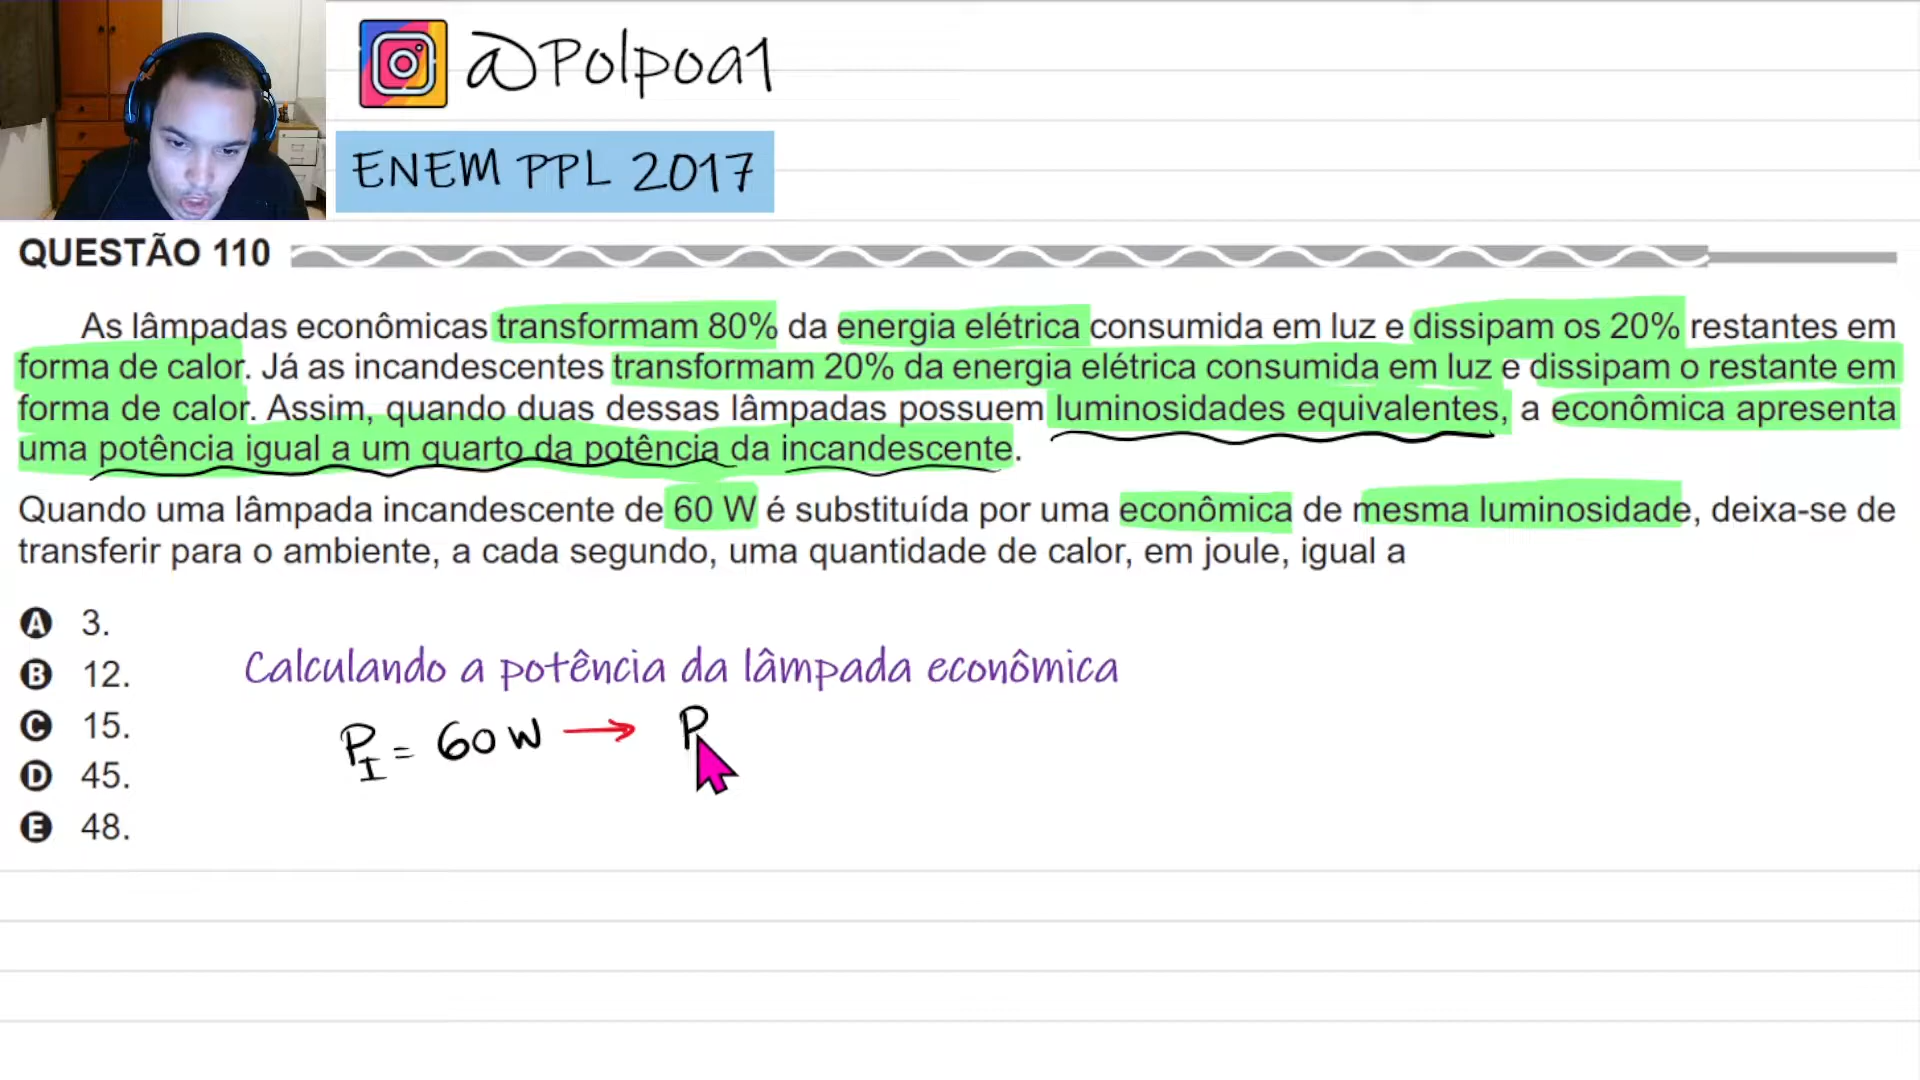 @Polpoa1
ENEM PPL 2017
QUESTÃO 110
As lâmpadas econômicas transformam 80% da energia elétrica consumida em luz e dissipam os 20% restantes em
forma de calor. Já as incandescentes transformam 20% da energia elétrica consumida em luz e dissipam o restante em
forma de calor. Assim, quando duas dessas lâmpadas possuem luminosidades equivalentes, a econômica apresenta
uma potência igual a um quarto da potência da incandescente.
Quando uma lâmpada incandescente de 60 W é substituída por uma econômica de mesma luminosidade, deixa-se de
transferir para o ambiente, a cada segundo, uma quantidade de calor, em joule, igual a
A 3.
B 12.
C 15.
D 45.
E 48.
Calculando a potência da lâmpada econômica
P_I = 60 W → P